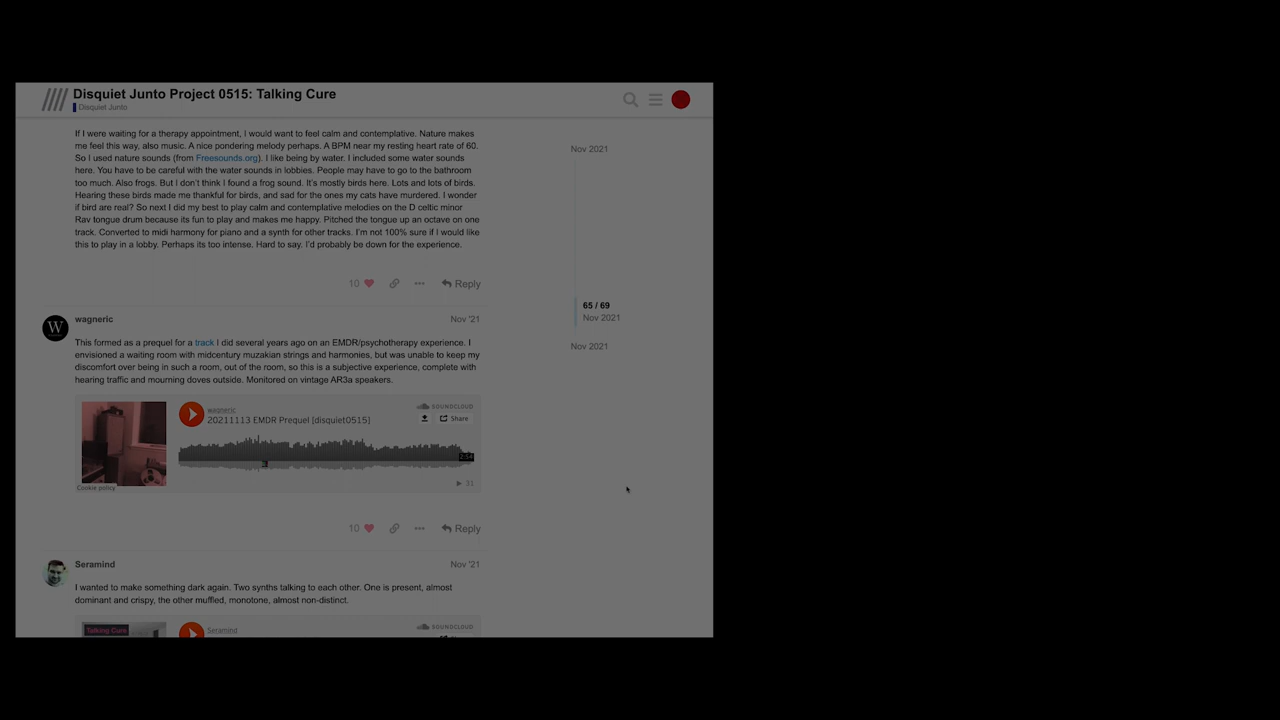 Disquiet Junto Project 0515: Talking Cure
Disquiet Junto
If I were waiting for a therapy appointment, I would want to feel calm and contemplative. Nature makes
me feel this way, also music. A nice pondering melody perhaps. A BPM near my resting heart rate of 60.
So I used nature sounds (from Freesounds.org). I like being by water. I included some water sounds
here. You have to be careful with the water sounds in lobbies. People may have to go to the bathroom
too much. Also frogs. But I don't think I found a frog sound. It's mostly birds here. Lots and lots of birds.
Hearing these birds made me thankful for birds, and sad for the ones my cats have murdered. I wonder
if bird are real? So next I did my best to play calm and contemplative melodies on the D celtic minor
Rav tongue drum because its fun to play and makes me happy. Pitched the tongue up an octave on one
track. Converted to midi harmony for piano and a synth for other tracks. I'm not 100% sure if I would like
this to play in a lobby. Perhaps its too intense. Hard to say. I'd probably be down for the experience.
10
Reply
Nov 2021
65 / 69
Nov 2021
Nov 2021
W
wagneric
Nov '21
This formed as a prequel for a track I did several years ago on an EMDR/psychotherapy experience. I
envisioned a waiting room with midcentury muzakian strings and harmonies, but was unable to keep my
discomfort over being in such a room, out of the room, so this is a subjective experience, complete with
hearing traffic and mourning doves outside. Monitored on vintage AR3a speakers.
wagneric
20211113 EMDR Prequel [disquiet0515]
SOUNDCLOUD
Share
Cookie policy
31
10
Reply
Seramind
Nov '21
I wanted to make something dark again. Two synths talking to each other. One is present, almost
dominant and crispy, the other muffled, monotone, almost non-distinct.
Talking Cure
Seramind
SOUNDCLOUD